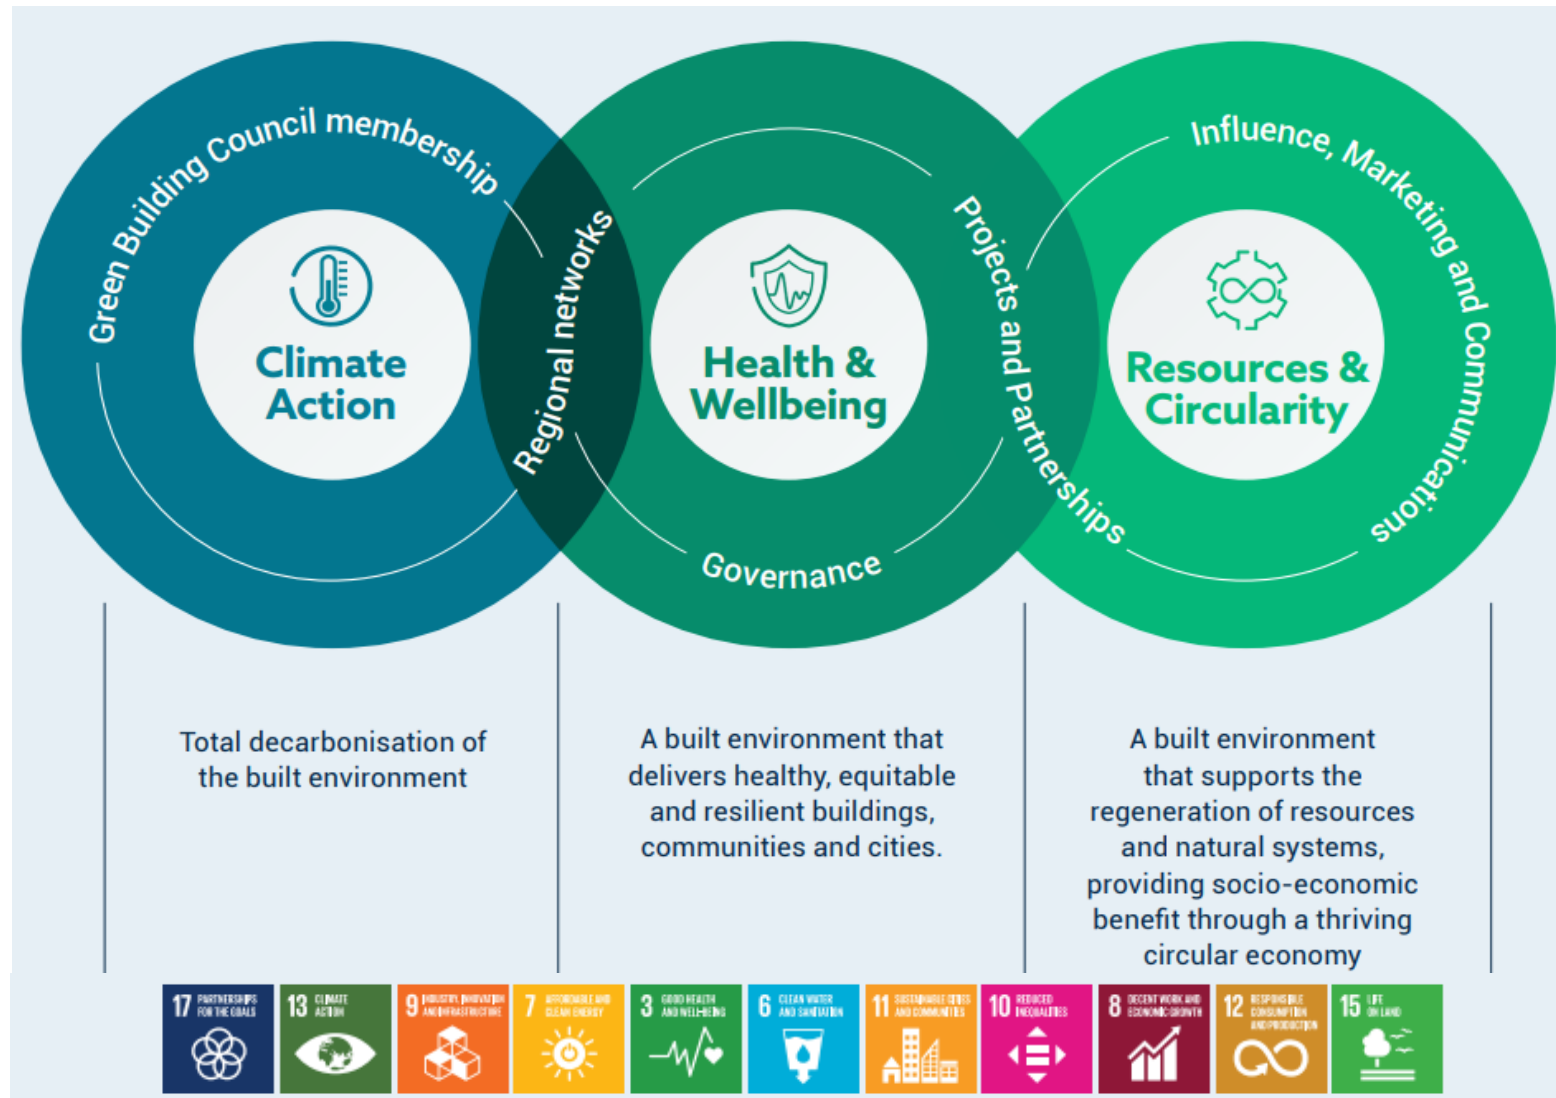 Green Building Council membership
Regional networks
Projects and Partnerships
Influence, Marketing and Communications
Governance
Climate
Action
Health &
Wellbeing
Resources &
Circularity
Total decarbonisation of
the built environment
A built environment that
delivers healthy, equitable
and resilient buildings,
communities and cities.
A built environment
that supports the
regeneration of resources
and natural systems,
providing socio-economic
benefit through a thriving
circular economy
17 PARTNERSHIPS
FOR THE GOALS
13 CLIMATE
ACTION
9 INDUSTRY, INNOVATION
AND INFRASTRUCTURE
7 AFFORDABLE AND
CLEAN ENERGY
3 GOOD HEALTH
AND WELL-BEING
6 CLEAN WATER
AND SANITATION
11 SUSTAINABLE CITIES
AND COMMUNITIES
10 REDUCED
INEQUALITIES
8 DECENT WORK AND
ECONOMIC GROWTH
12 RESPONSIBLE
CONSUMPTION
AND PRODUCTION
15 LIFE
ON LAND